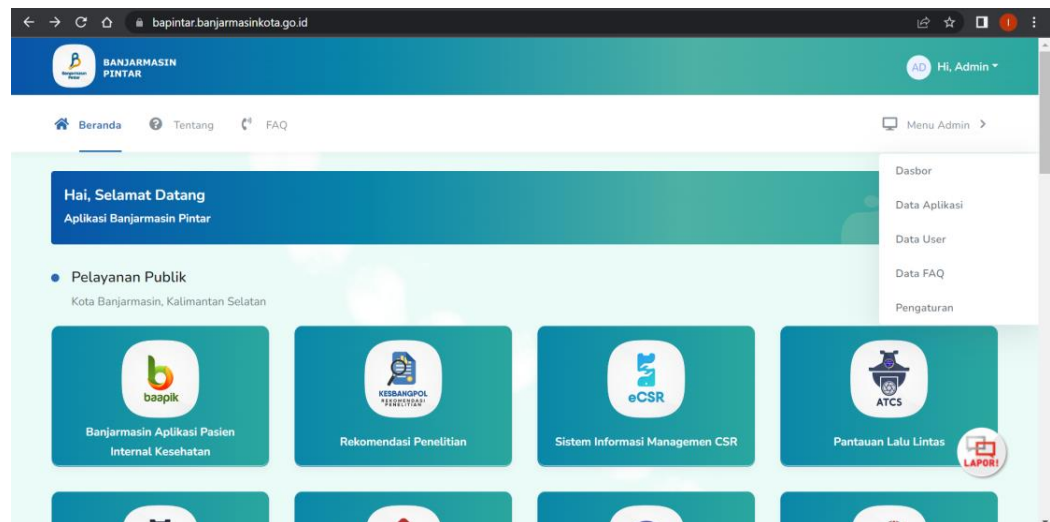 bapintar.banjarmasinkota.go.id
Banjarmasin
Pintar
BANJARMASIN
PINTAR
AD
Hi, Admin
Beranda
Tentang
FAQ
Menu Admin
Dasbor
Data Aplikasi
Data User
Data FAQ
Pengaturan
Hai, Selamat Datang
Aplikasi Banjarmasin Pintar
Pelayanan Publik
Kota Banjarmasin, Kalimantan Selatan
baapik
Banjarmasin Aplikasi Pasien
Internal Kesehatan
KESBANGPOL
REKOMENDASI
PENELITIAN
Rekomendasi Penelitian
eCSR
Sistem Informasi Managemen CSR
ATCS
Pantauan Lalu Lintas
LAPOR!